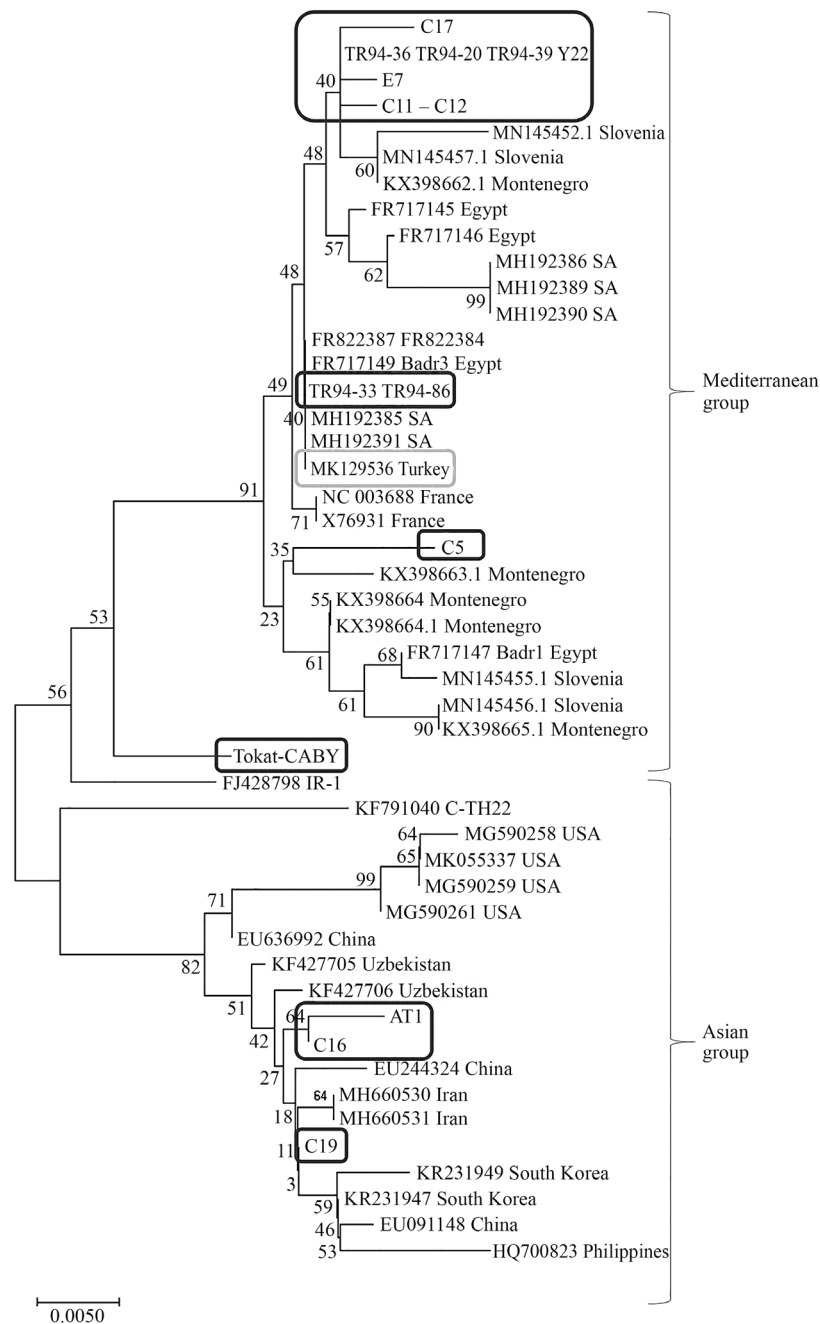 C17
TR94-36 TR94-20 TR94-39 Y22
40
E7
C11 – C12
MN145452.1 Slovenia
48
MN145457.1 Slovenia
60
KX398662.1 Montenegro
FR717145 Egypt
57
FR717146 Egypt
62
MH192386 SA
48
MH192389 SA
99
MH192390 SA
FR822387 FR822384
FR717149 Badr3 Egypt
49
TR94-33 TR94-86
Mediterranean
group
40
MH192385 SA
MH192391 SA
MK129536 Turkey
91
NC 003688 France
71
X76931 France
35
C5
KX398663.1 Montenegro
55
KX398664 Montenegro
23
53
KX398664.1 Montenegro
68
FR717147 Badr1 Egypt
61
MN145455.1 Slovenia
56
61
MN145456.1 Slovenia
90
KX398665.1 Montenegro
Tokat-CABY
FJ428798 IR-1
KF791040 C-TH22
64
MG590258 USA
65
MK055337 USA
99
MG590259 USA
71
MG590261 USA
EU636992 China
82
KF427705 Uzbekistan
51
KF427706 Uzbekistan
64
AT1
42
C16
Asian
group
27
EU244324 China
64
MH660530 Iran
18
MH660531 Iran
11
C19
3
KR231949 South Korea
59
KR231947 South Korea
46
EU091148 China
53
HQ700823 Philippines
0.0050